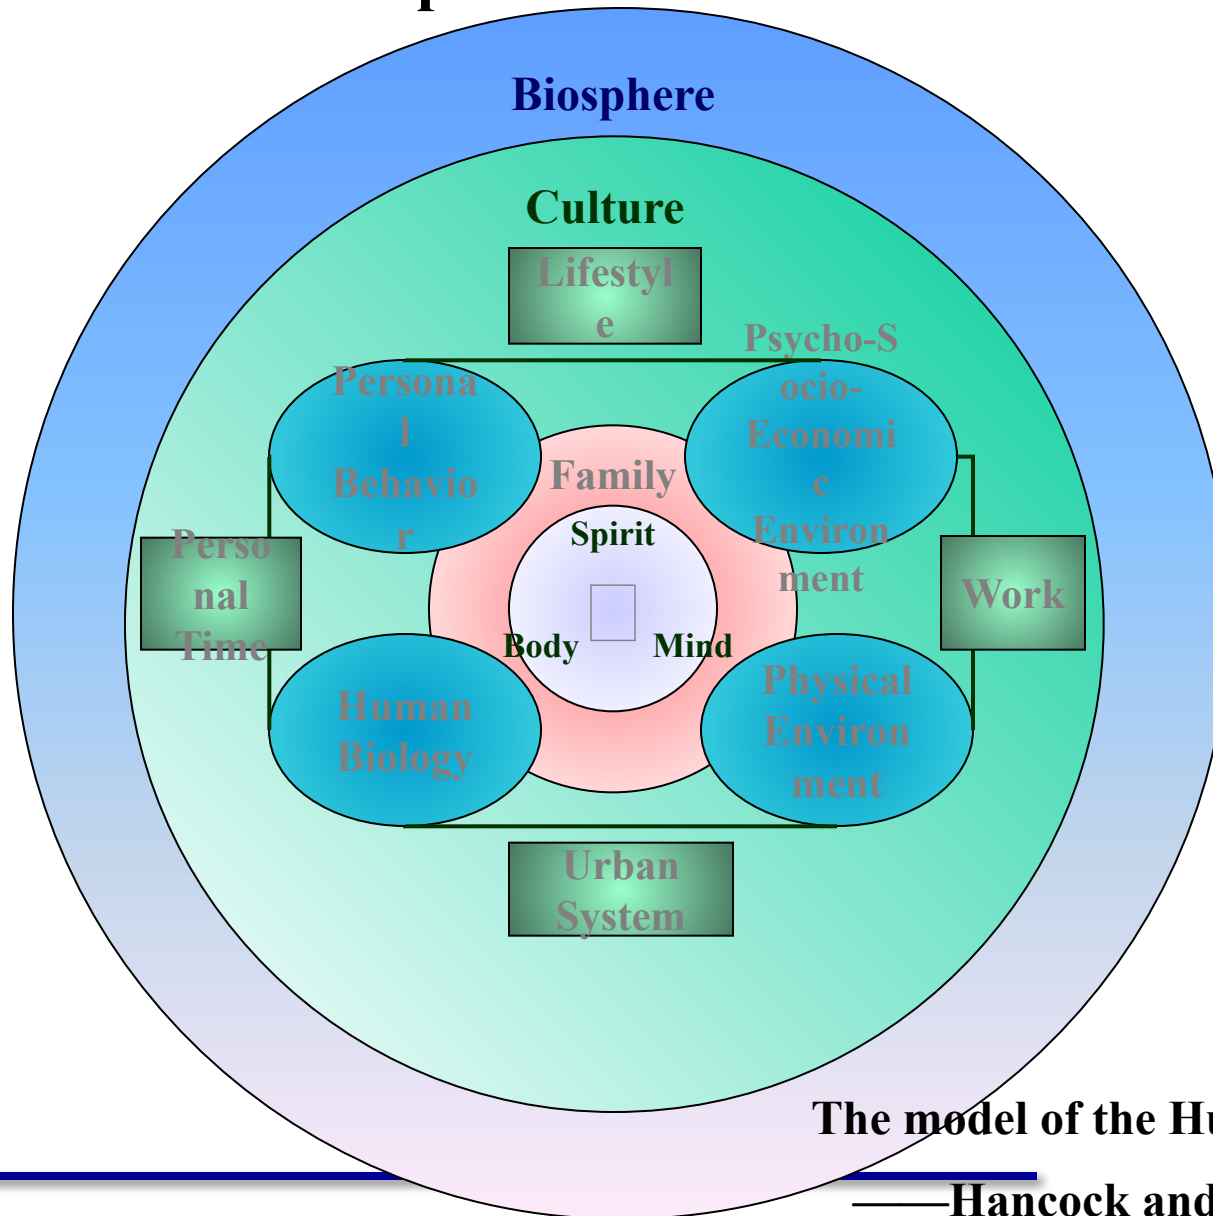 Biosphere
Culture
Lifestyl
e
Psycho-S
ocio-
Economi
c
Environ
ment
Persona
l
Behavio
r
Family
Spirit
Body
Mind
Perso
nal
Time
Work
Human
Biology
Physical
Environ
ment
Urban
System
The model of the Hu
——Hancock and